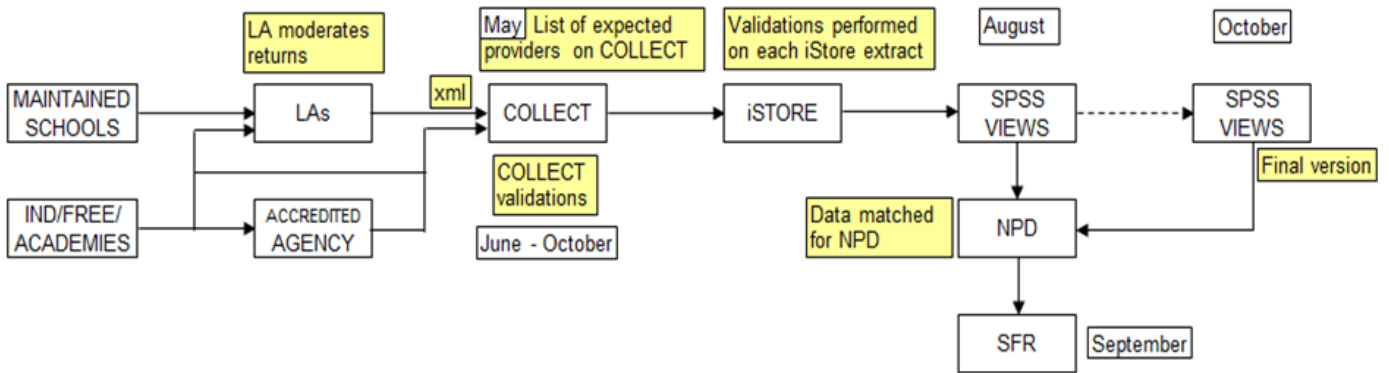 LA moderates
returns
May List of expected
providers on COLLECT
Validations performed
on each iStore extract
August
October
xml
MAINTAINED
SCHOOLS
LAs
COLLECT
iSTORE
SPSS
VIEWS
SPSS
VIEWS
COLLECT
validations
Final version
IND/FREE/
ACADEMIES
ACCREDITED
AGENCY
June - October
Data matched
for NPD
NPD
SFR
September